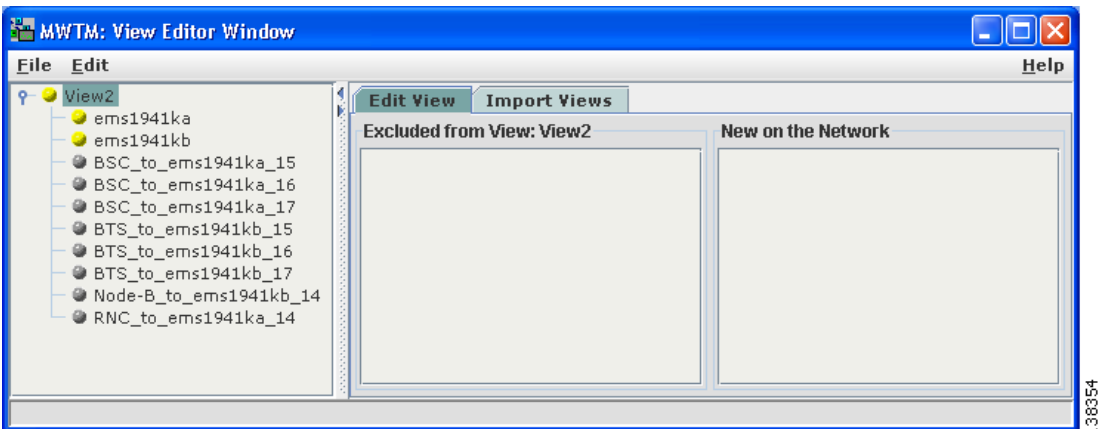 MWTM: View Editor Window
File Edit Help
View2
ems1941ka
ems1941kb
BSC_to_ems1941ka_15
BSC_to_ems1941ka_16
BSC_to_ems1941ka_17
BTS_to_ems1941kb_15
BTS_to_ems1941kb_16
BTS_to_ems1941kb_17
Node-B_to_ems1941kb_14
RNC_to_ems1941ka_14
Edit View Import Views
Excluded from View: View2 New on the Network
38354